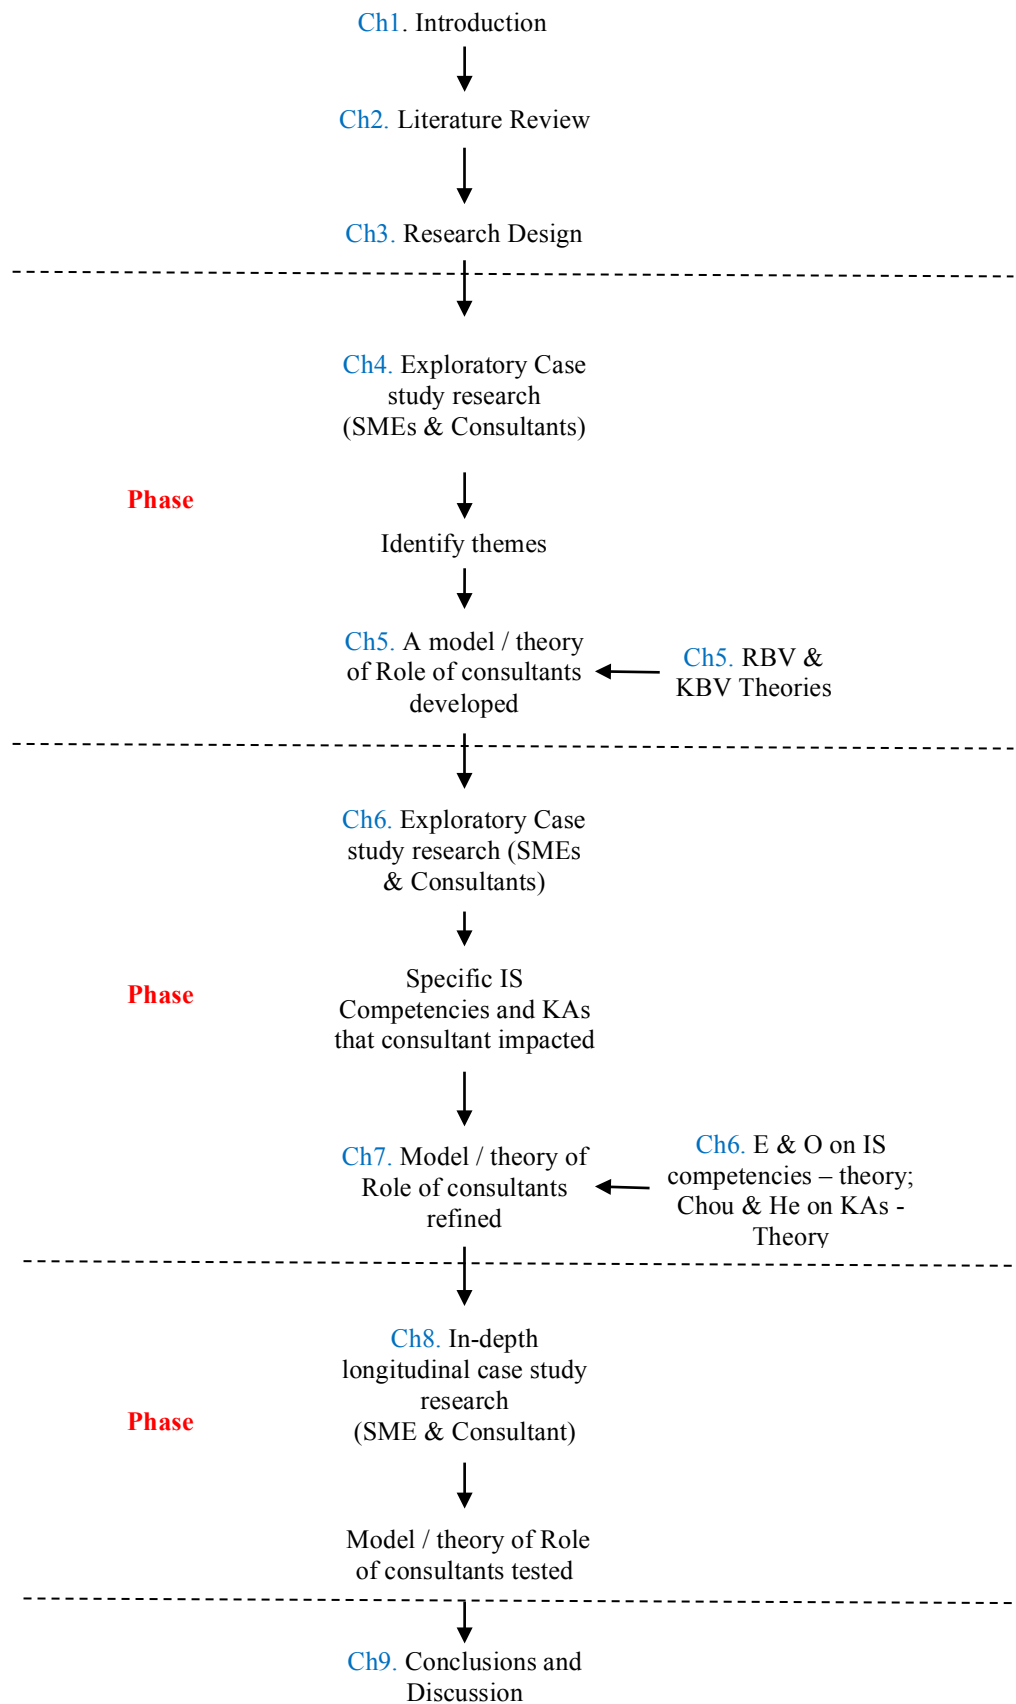 Ch1. Introduction
Ch2. Literature Review
Ch3. Research Design
Ch4. Exploratory Case
study research
(SMEs & Consultants)
Phase
Identify themes
Ch5. A model / theory
of Role of consultants
developed
Ch5. RBV &
KBV Theories
Ch6. Exploratory Case
study research (SMEs
& Consultants)
Phase
Specific IS
Competencies and KAs
that consultant impacted
Ch7. Model / theory of
Role of consultants
refined
Ch6. E & O on IS
competencies – theory;
Chou & He on KAs -
Theory
Ch8. In-depth
longitudinal case study
research
(SME & Consultant)
Phase
Model / theory of Role
of consultants tested
Ch9. Conclusions and
Discussion